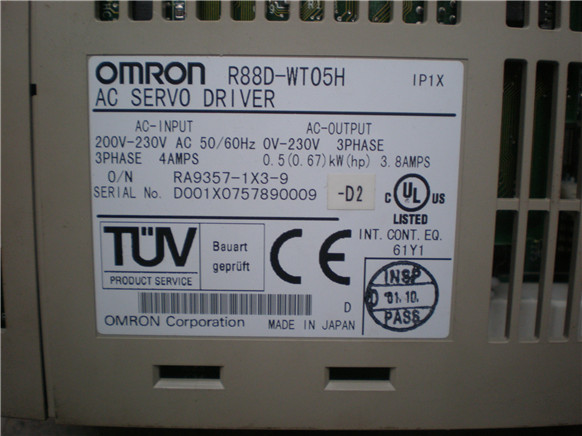 OMRON R88D-WT05H IP1X
AC SERVO DRIVER
AC-INPUT AC-OUTPUT
200V-230V AC 50/60Hz 0V-230V 3PHASE
3PHASE 4AMPS 0.5(0.67)kW(hp) 3.8AMPS
O/N RA9357-1X3-9
SERIAL No. D001X0757890009 -D2
C UL US
LISTED
INT. CONT. EQ.
61Y1
TÜV Bauart
geprüft
PRODUCT SERVICE
CE
INSP
'01.10.
PASS
D
OMRON Corporation MADE IN JAPAN